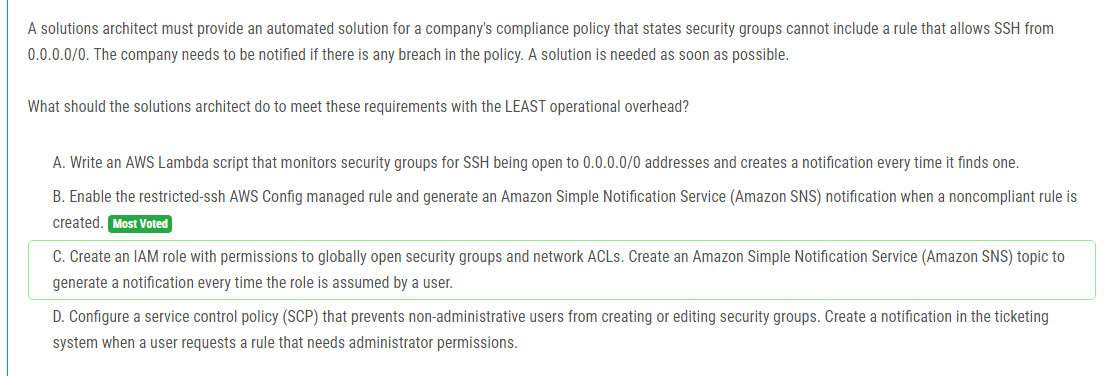 A solutions architect must provide an automated solution for a company's compliance policy that states security groups cannot include a rule that allows SSH from
0.0.0.0/0. The company needs to be notified if there is any breach in the policy. A solution is needed as soon as possible.
What should the solutions architect do to meet these requirements with the LEAST operational overhead?
A. Write an AWS Lambda script that monitors security groups for SSH being open to 0.0.0.0/0 addresses and creates a notification every time it finds one.
B. Enable the restricted-ssh AWS Config managed rule and generate an Amazon Simple Notification Service (Amazon SNS) notification when a noncompliant rule is
created. Most Voted
C. Create an IAM role with permissions to globally open security groups and network ACLs. Create an Amazon Simple Notification Service (Amazon SNS) topic to
generate a notification every time the role is assumed by a user.
D. Configure a service control policy (SCP) that prevents non-administrative users from creating or editing security groups. Create a notification in the ticketing
system when a user requests a rule that needs administrator permissions.